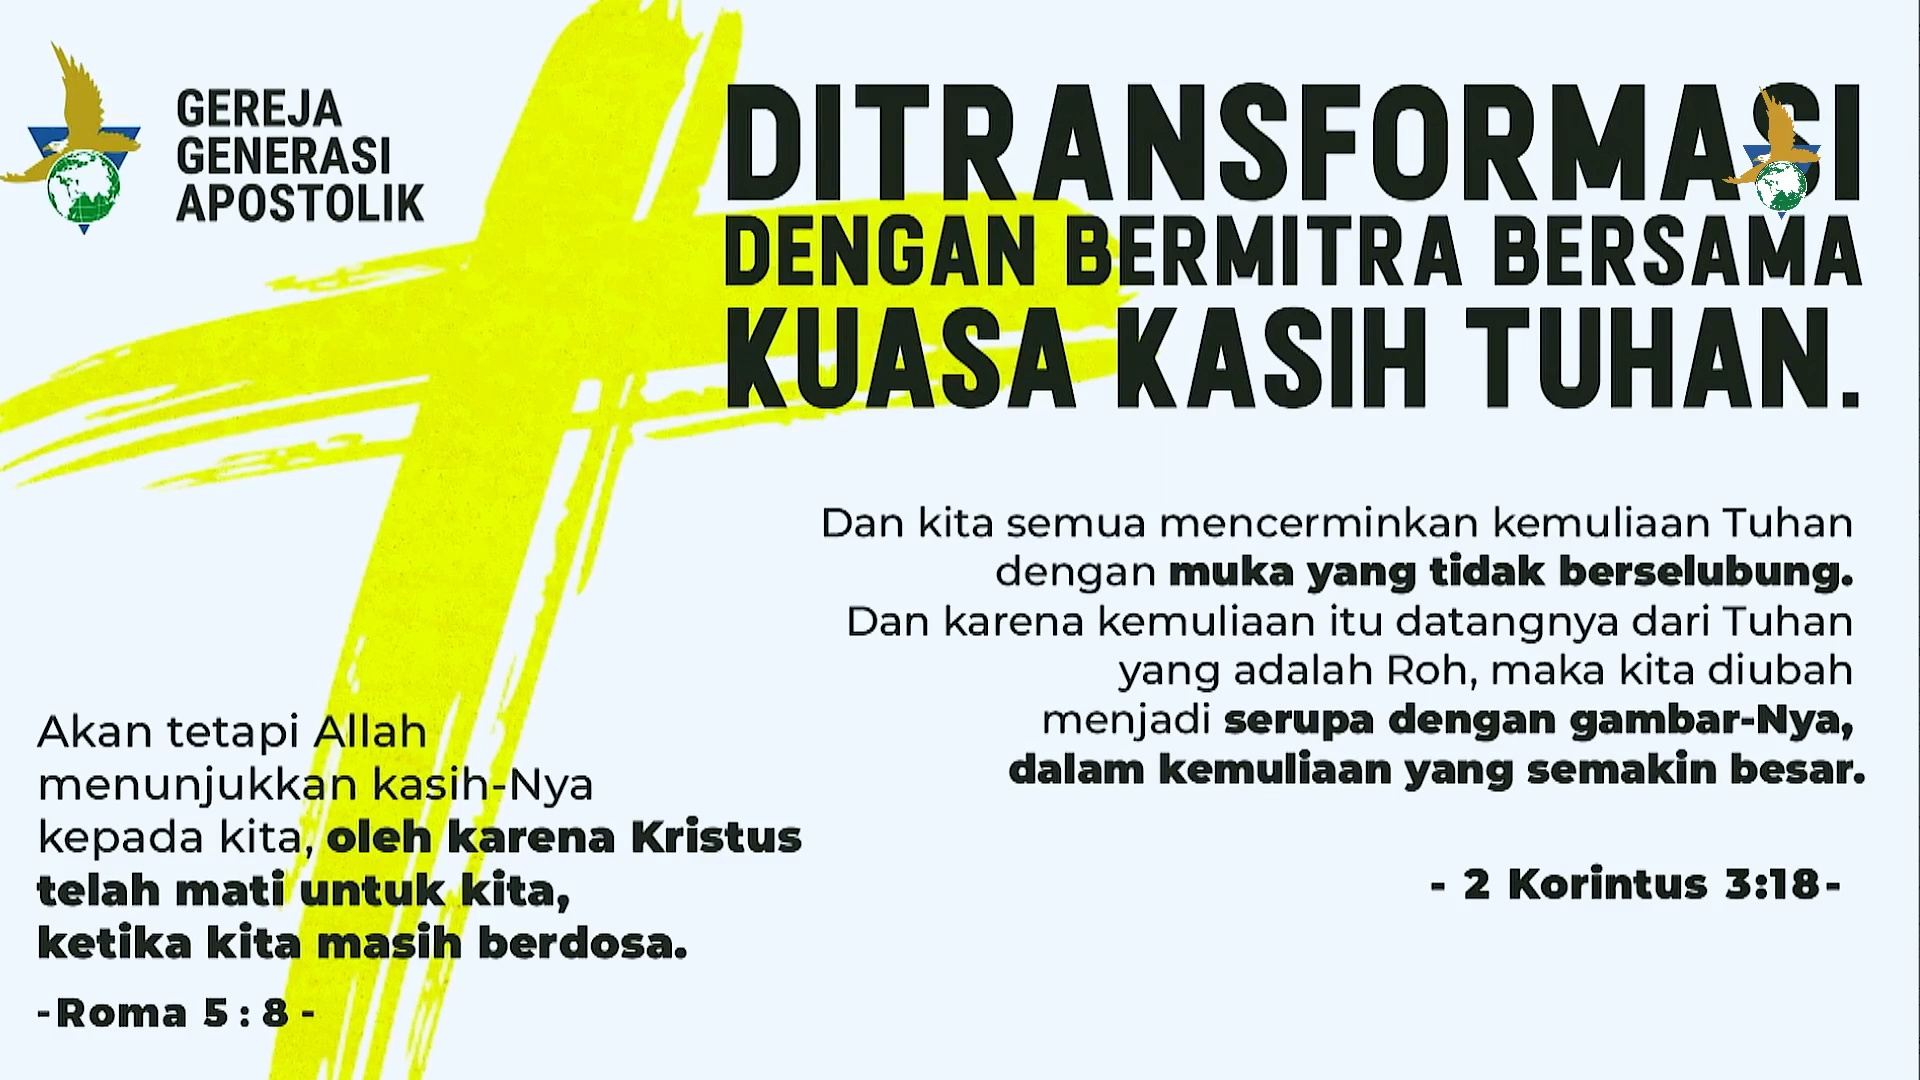 GEREJA
GENERASI
APOSTOLIK
DITRANSFORMASI
DENGAN BERMITRA BERSAMA
KUASA KASIH TUHAN.
Dan kita semua mencerminkan kemuliaan Tuhan
dengan muka yang tidak berselubung.
Dan karena kemuliaan itu datangnya dari Tuhan
yang adalah Roh, maka kita diubah
menjadi serupa dengan gambar-Nya,
dalam kemuliaan yang semakin besar.
- 2 Korintus 3:18-
Akan tetapi Allah
menunjukkan kasih-Nya
kepada kita, oleh karena Kristus
telah mati untuk kita,
ketika kita masih berdosa.
-Roma 5 : 8 -